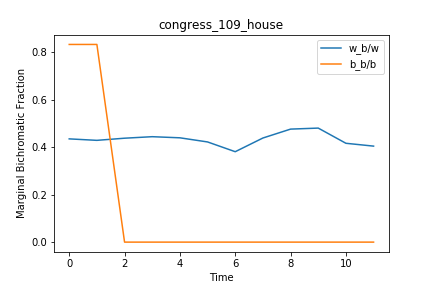 congress_109_house
w_b/w
b_b/b
Marginal Bichromatic Fraction
0.8
0.6
0.4
0.2
0.0
0 2 4 6 8 10
Time